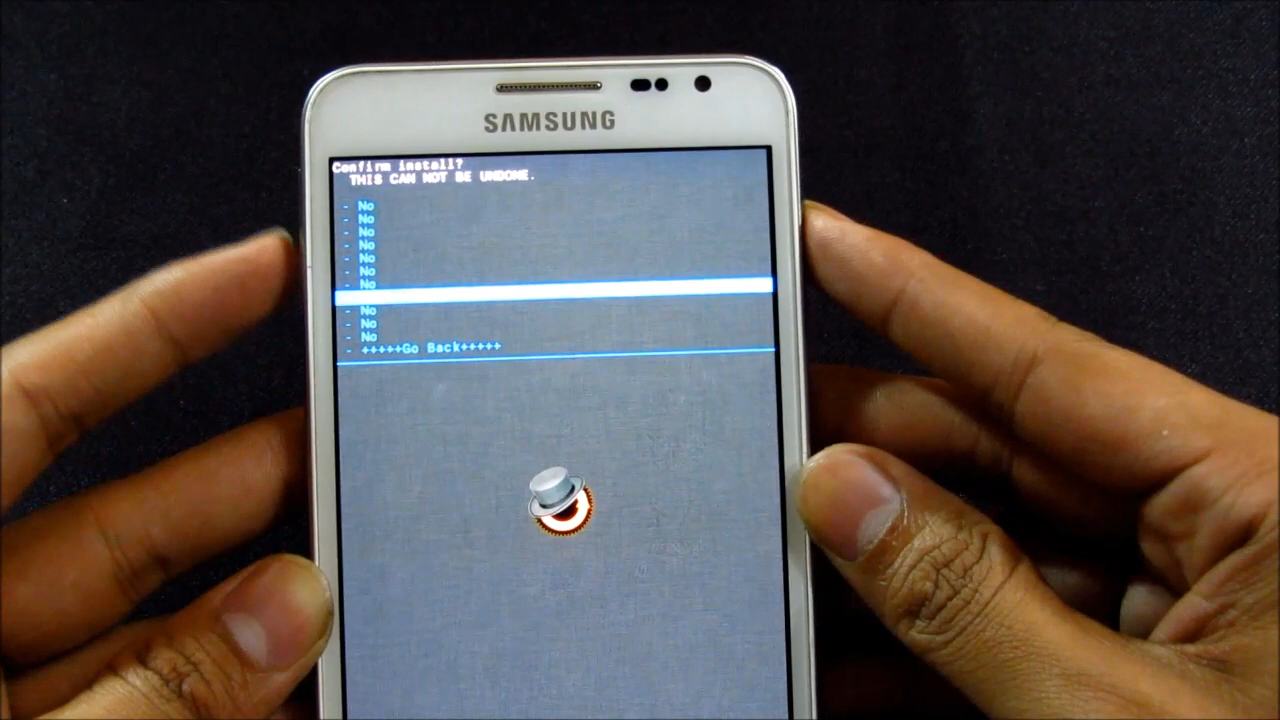 SAMSUNG
Confirm install?
THIS CAN NOT BE UNDONE.
- No
- No
- No
- No
- No
- No
- No
- No
- No
- No
- +++++Go Back+++++